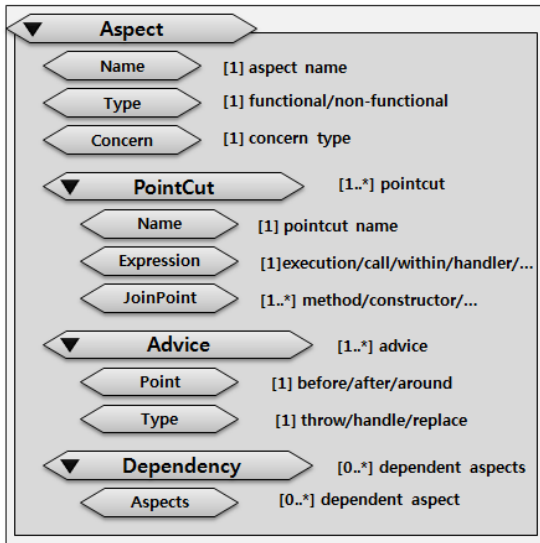 Aspect
Name [1] aspect name
Type [1] functional/non-functional
Concern [1] concern type
PointCut [1..*] pointcut
Name [1] pointcut name
Expression [1]execution/call/within/handler/...
JoinPoint [1..*] method/constructor/...
Advice [1..*] advice
Point [1] before/after/around
Type [1] throw/handle/replace
Dependency [0..*] dependent aspects
Aspects [0..*] dependent aspect